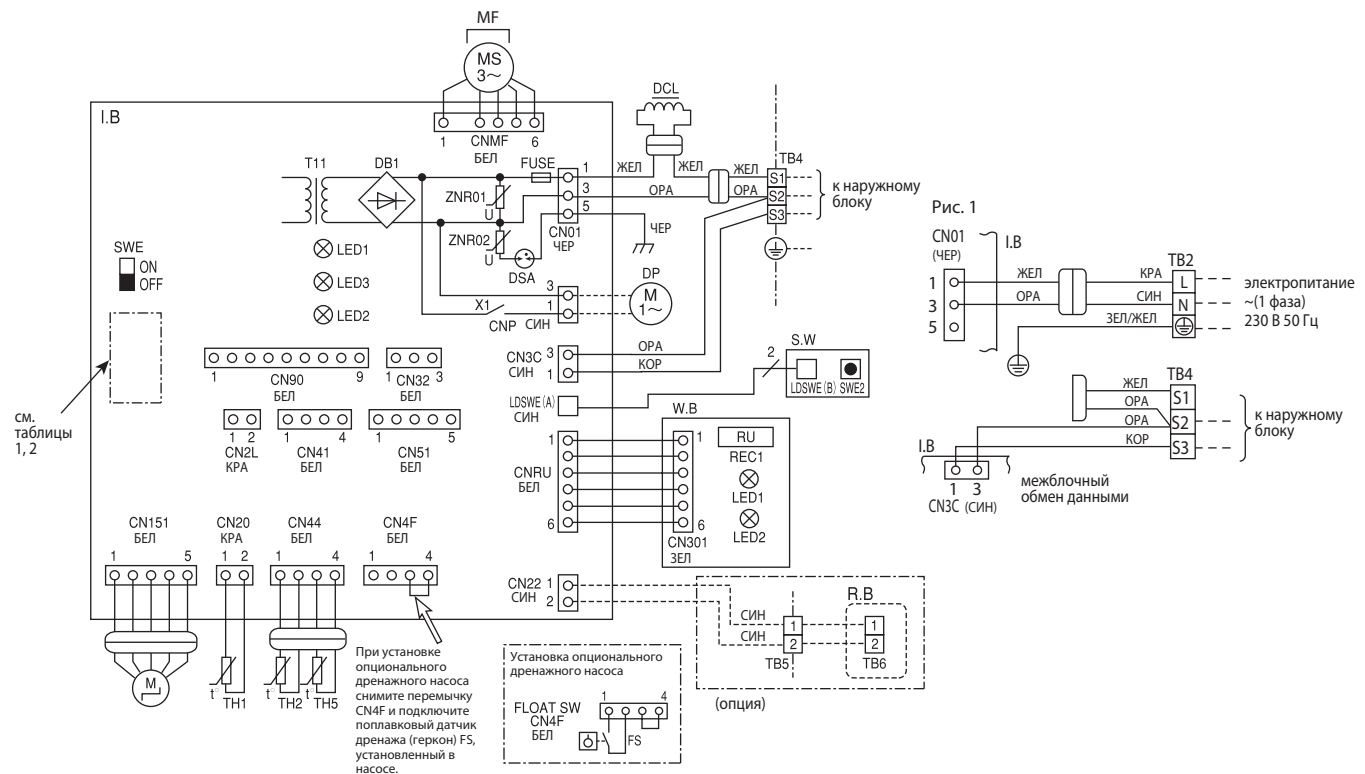 MF
MS
3~
I.B
1 6
CNMF
БЕЛ
DCL
T11
DB1
FUSE
ZNR01
U
ZNR02
U
DSA
1
3
5
CN01
ЧЕР
ЖЕЛ
ЖЕЛ
ЖЕЛ
ОРА
ОРА
ЧЕР
TB4
S1
S2
S3
к наружному
блоку
SWE
ON
OFF
LED1
LED3
LED2
X1
CNP
3
1
СИН
DP
M
1~
см.
таблицы
1, 2
1 9
CN90
БЕЛ
1 3
CN32
БЕЛ
1 2
CN2L
КРА
1 4
CN41
БЕЛ
1 5
CN51
БЕЛ
CN3C
СИН
3
1
ОРА
КОР
LDSWE (A)
СИН
2
S.W
LDSWE (B) SWE2
CNRU
БЕЛ
1
6
W.B
1
6
CN301
ЗЕЛ
RU
REC1
LED1
LED2
CN151
БЕЛ
1 5
M
CN20
КРА
1 2
t°
TH1
CN44
БЕЛ
1 4
t°
TH2
t°
TH5
CN4F
БЕЛ
1 4
При установке
опционального
дренажного насоса
снимите перемычку
CN4F и подключите
поплавковый датчик
дренажа (геркон) FS,
установленный в
насосе.
Установка опционального
дренажного насоса
FLOAT SW
CN4F
БЕЛ
1 4
FS
CN22
СИН
1
2
СИН
СИН
1
2
TB5
R.B
1
2
TB6
(опция)
Рис. 1
CN01
(ЧЕР)
I.B
1
3
5
ЖЕЛ
ОРА
КРА
СИН
ЗЕЛ/ЖЕЛ
TB2
L
N
электропитание
~(1 фаза)
230 В 50 Гц
TB4
ЖЕЛ
ОРА
ОРА
КОР
S1
S2
S3
к наружному
блоку
I.B
1 3
CN3C (СИН)
межблочный
обмен данными